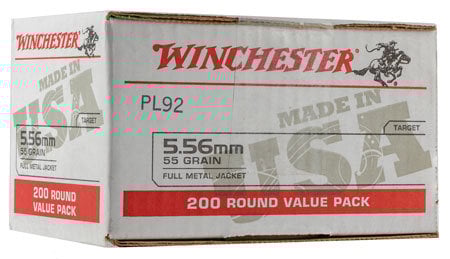 MADE IN
USA
TARGET
5.56mm
55 GRAIN
FULL METAL JACKET
200 ROUND
VALUE PACK
WINCHESTER
PL92
MADE IN
USA
TARGET
5.56mm
55 GRAIN
FULL METAL JACKET
200 ROUND VALUE PACK